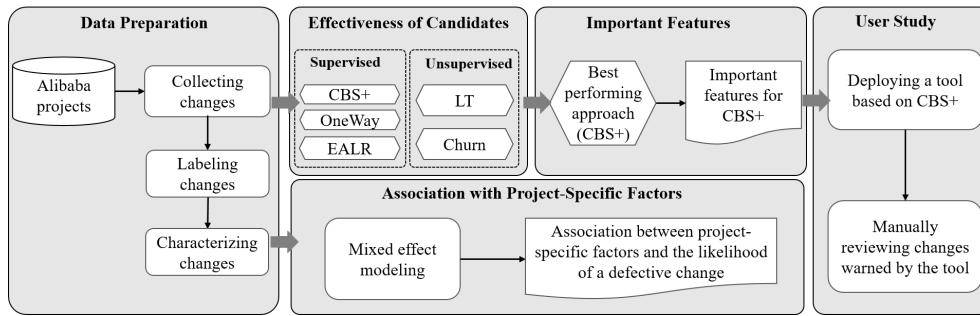 Data Preparation
Alibaba
projects
Collecting
changes
Labeling
changes
Characterizing
changes
Effectiveness of Candidates
Supervised
CBS+
OneWay
EALR
Unsupervised
LT
Churn
Important Features
Best
performing
approach
(CBS+)
Important
features for
CBS+
Association with Project-Specific Factors
Mixed effect
modeling
Association between project-
specific factors and the likelihood
of a defective change
User Study
Deploying a tool
based on CBS+
Manually
reviewing changes
warned by the tool